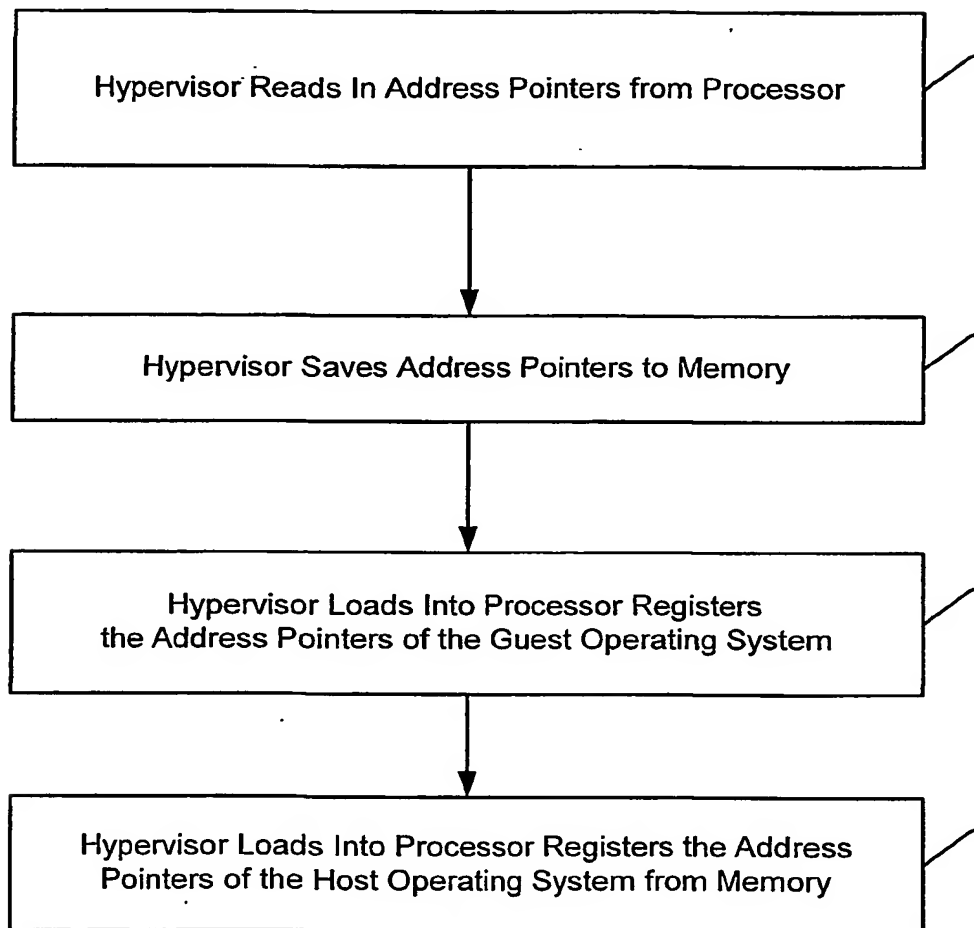 Hypervisor Reads In Address Pointers from Processor
Hypervisor Saves Address Pointers to Memory
Hypervisor Loads Into Processor Registers
the Address Pointers of the Guest Operating System
Hypervisor Loads Into Processor Registers the Address
Pointers of the Host Operating System from Memory